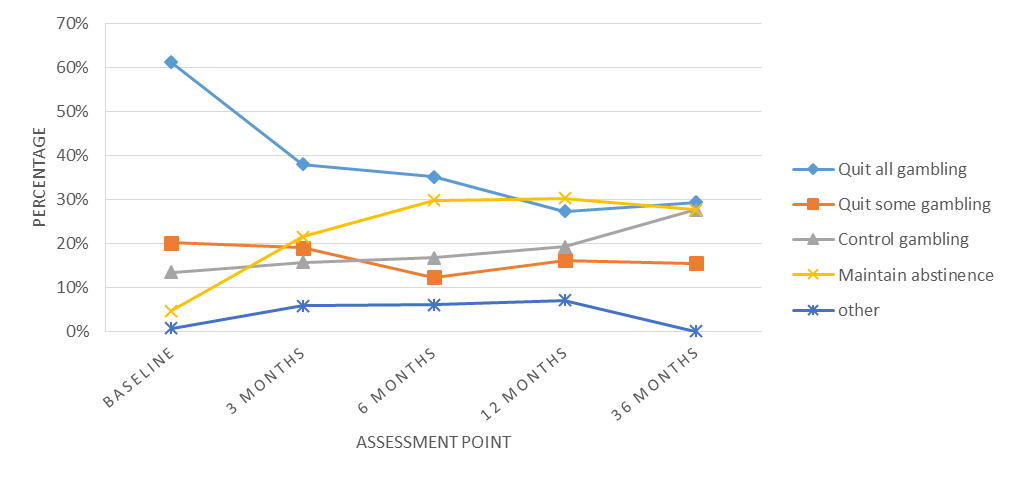 70%
60%
50%
40%
30%
20%
10%
0%
PERCENTAGE
BASELINE
3 MONTHS
6 MONTHS
12 MONTHS
36 MONTHS
ASSESSMENT POINT
Quit all gambling
Quit some gambling
Control gambling
Maintain abstinence
other